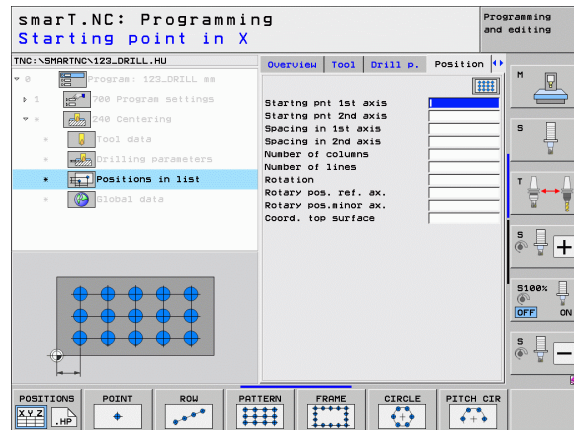 smarT.NC: Programming
Starting point in X
Programming
and editing
TNC:\SMARTNC\123_DRILL.HU
0 Program: 123_DRILL mm
1 700 Program settings
* 240 Centering
* Tool data
* Drilling parameters
* Positions in list
* Global data
Overview Tool Drill p. Position
Startng pnt 1st axis
Startng pnt 2nd axis
Spacing in 1st axis
Spacing in 2nd axis
Number of columns
Number of lines
Rotation
Rotary pos. ref. ax.
Rotary pos.minor ax.
Coord. top surface
M
S
T
S
+
S100%
OFF ON
S
−
POSITIONS
X,Y,Z
.HP
POINT
ROW
PATTERN
FRAME
CIRCLE
PITCH CIR